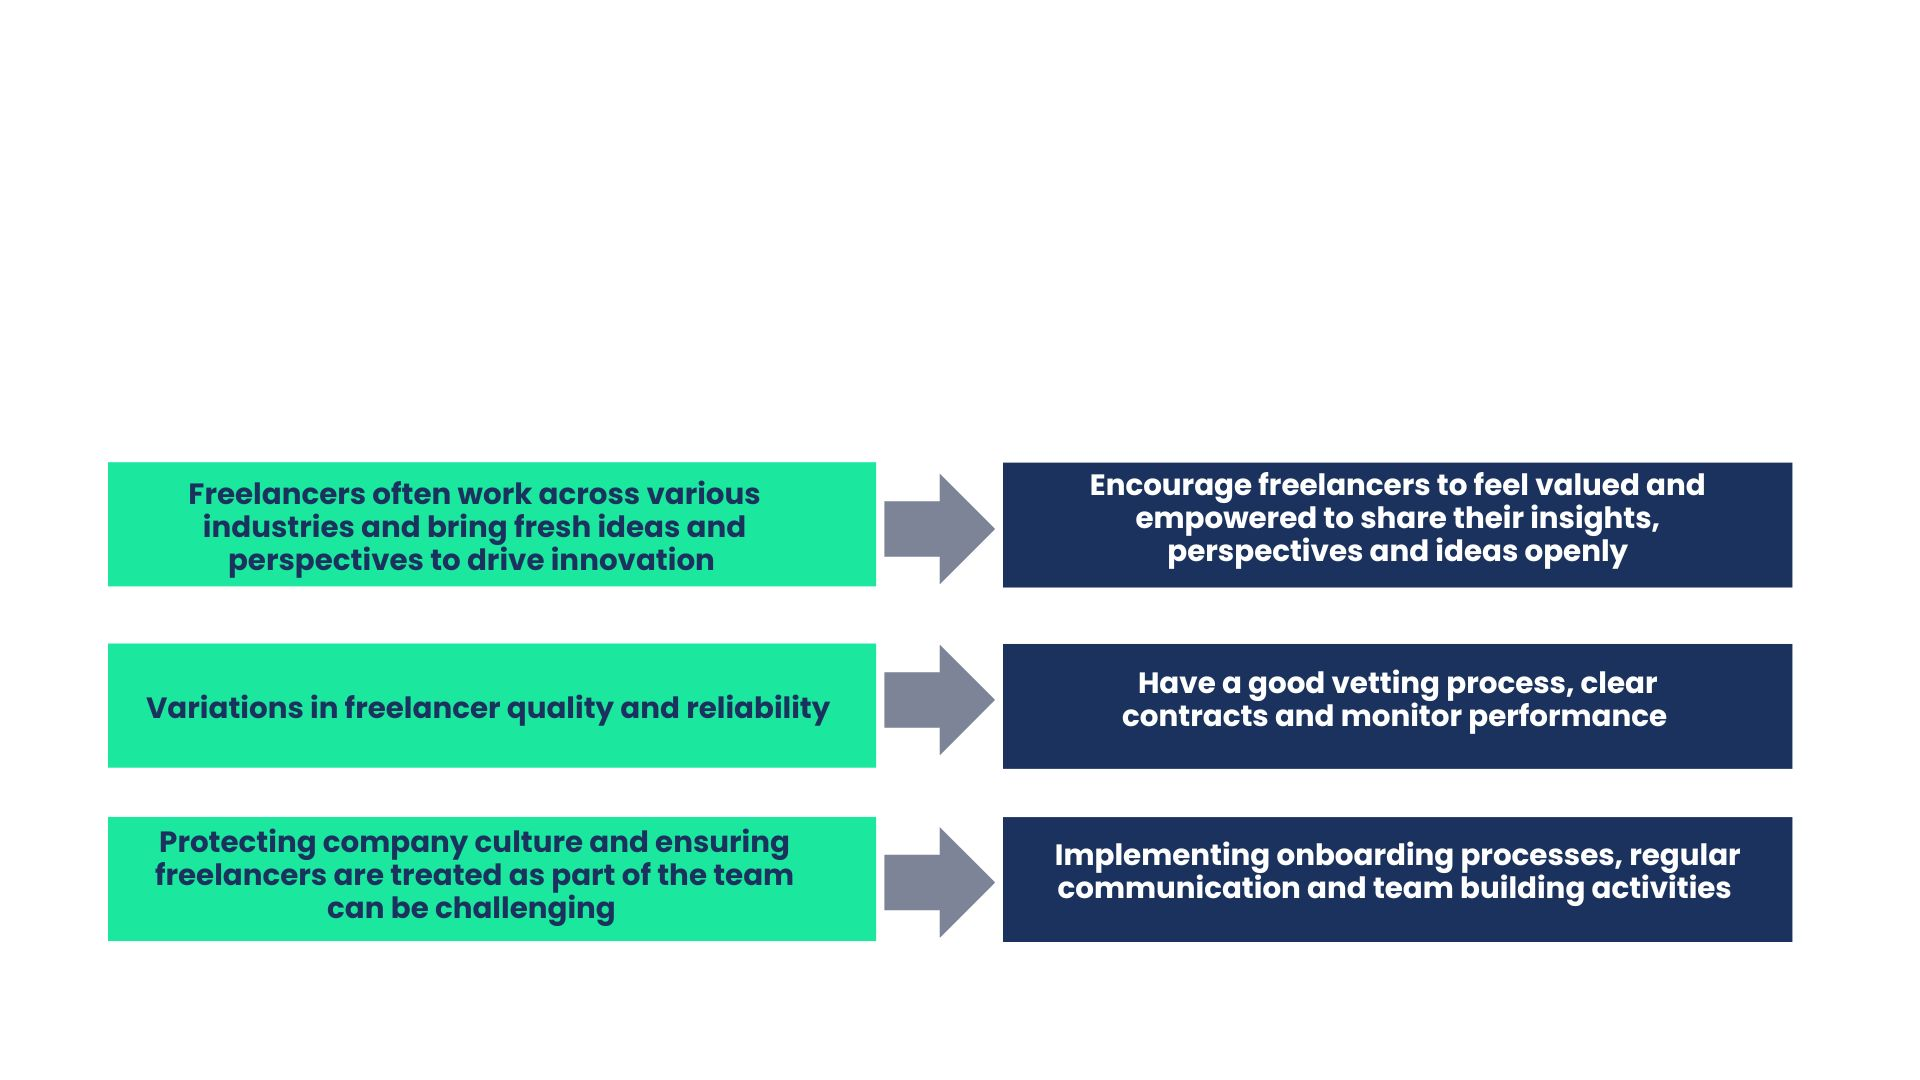 Freelancers often work across various
industries and bring fresh ideas and
perspectives to drive innovation
Encourage freelancers to feel valued and
empowered to share their insights,
perspectives and ideas openly
Variations in freelancer quality and reliability
Have a good vetting process, clear
contracts and monitor performance
Protecting company culture and ensuring
freelancers are treated as part of the team
can be challenging
Implementing onboarding processes, regular
communication and team building activities